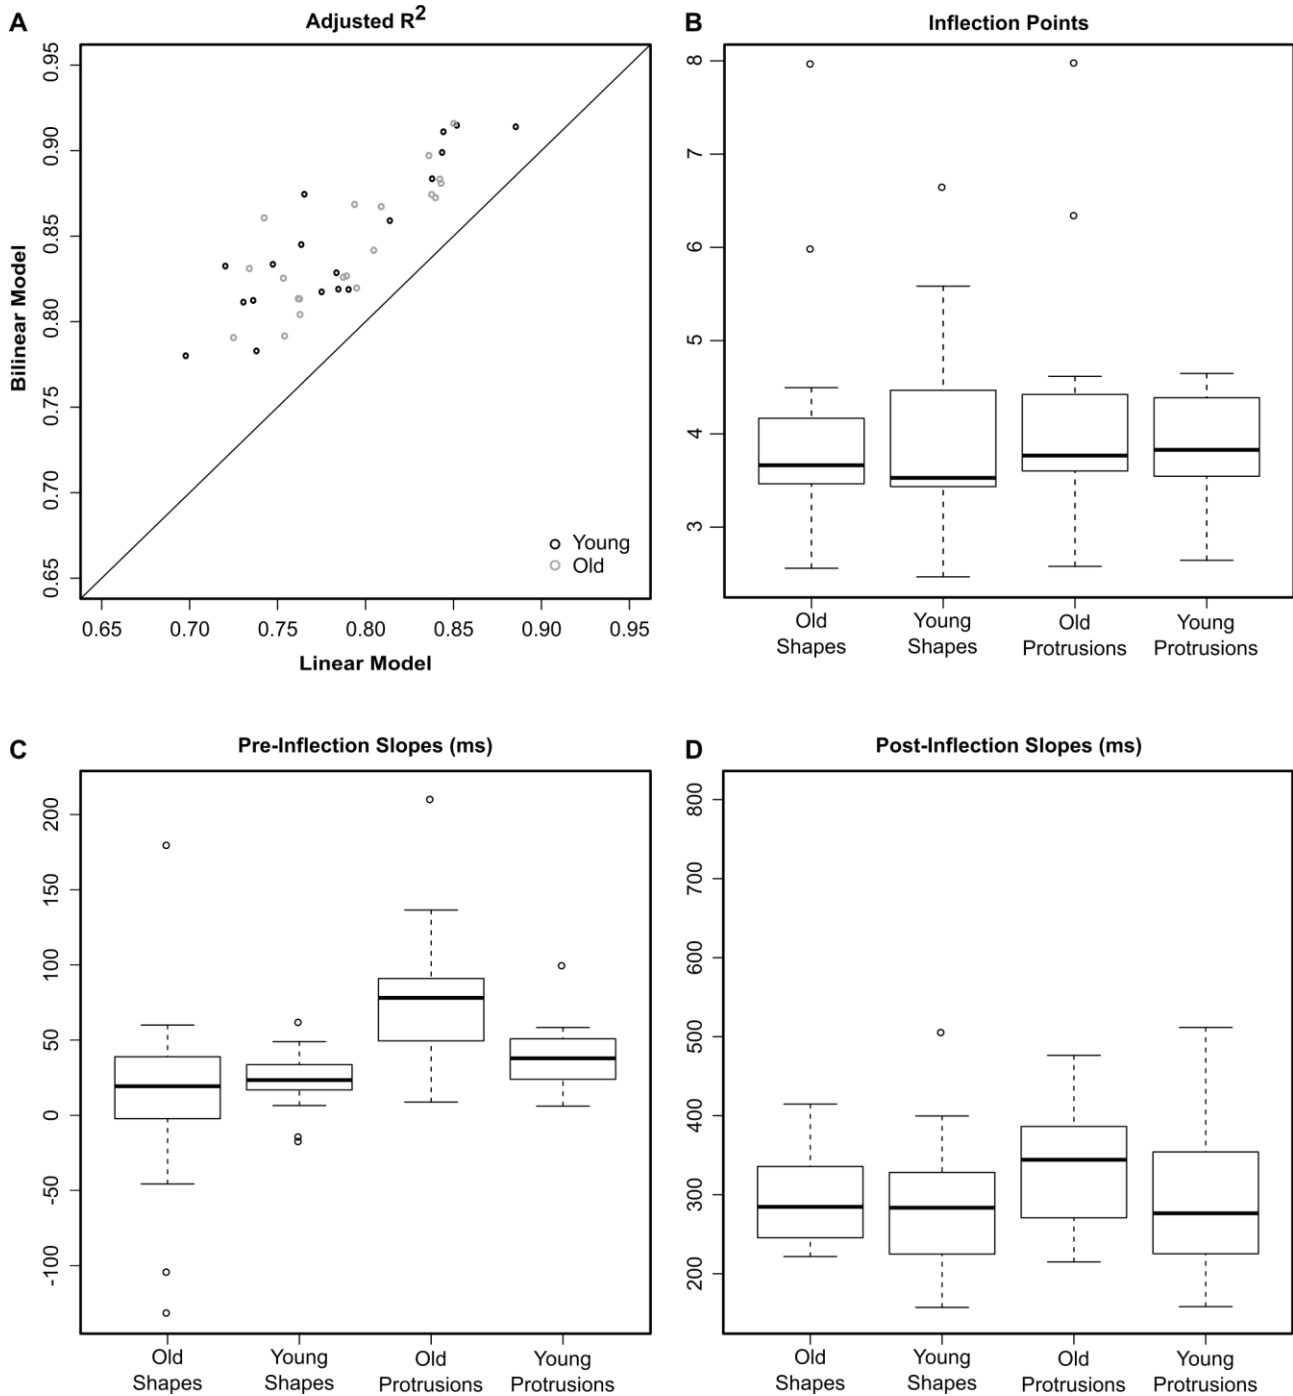 A
Adjusted R2
0.95
0.90
0.85
0.80
0.75
0.70
0.65
Bilinear Model
Young
Old
0.65 0.70 0.75 0.80 0.85 0.90 0.95
Linear Model
B
Inflection Points
8
7
6
5
4
3
Old Young Old Young
Shapes Shapes Protrusions Protrusions
C
Pre-Inflection Slopes (ms)
200
150
100
50
0
-50
-100
Old Young Old Young
Shapes Shapes Protrusions Protrusions
D
Post-Inflection Slopes (ms)
800
700
600
500
400
300
200
Old Young Old Young
Shapes Shapes Protrusions Protrusions